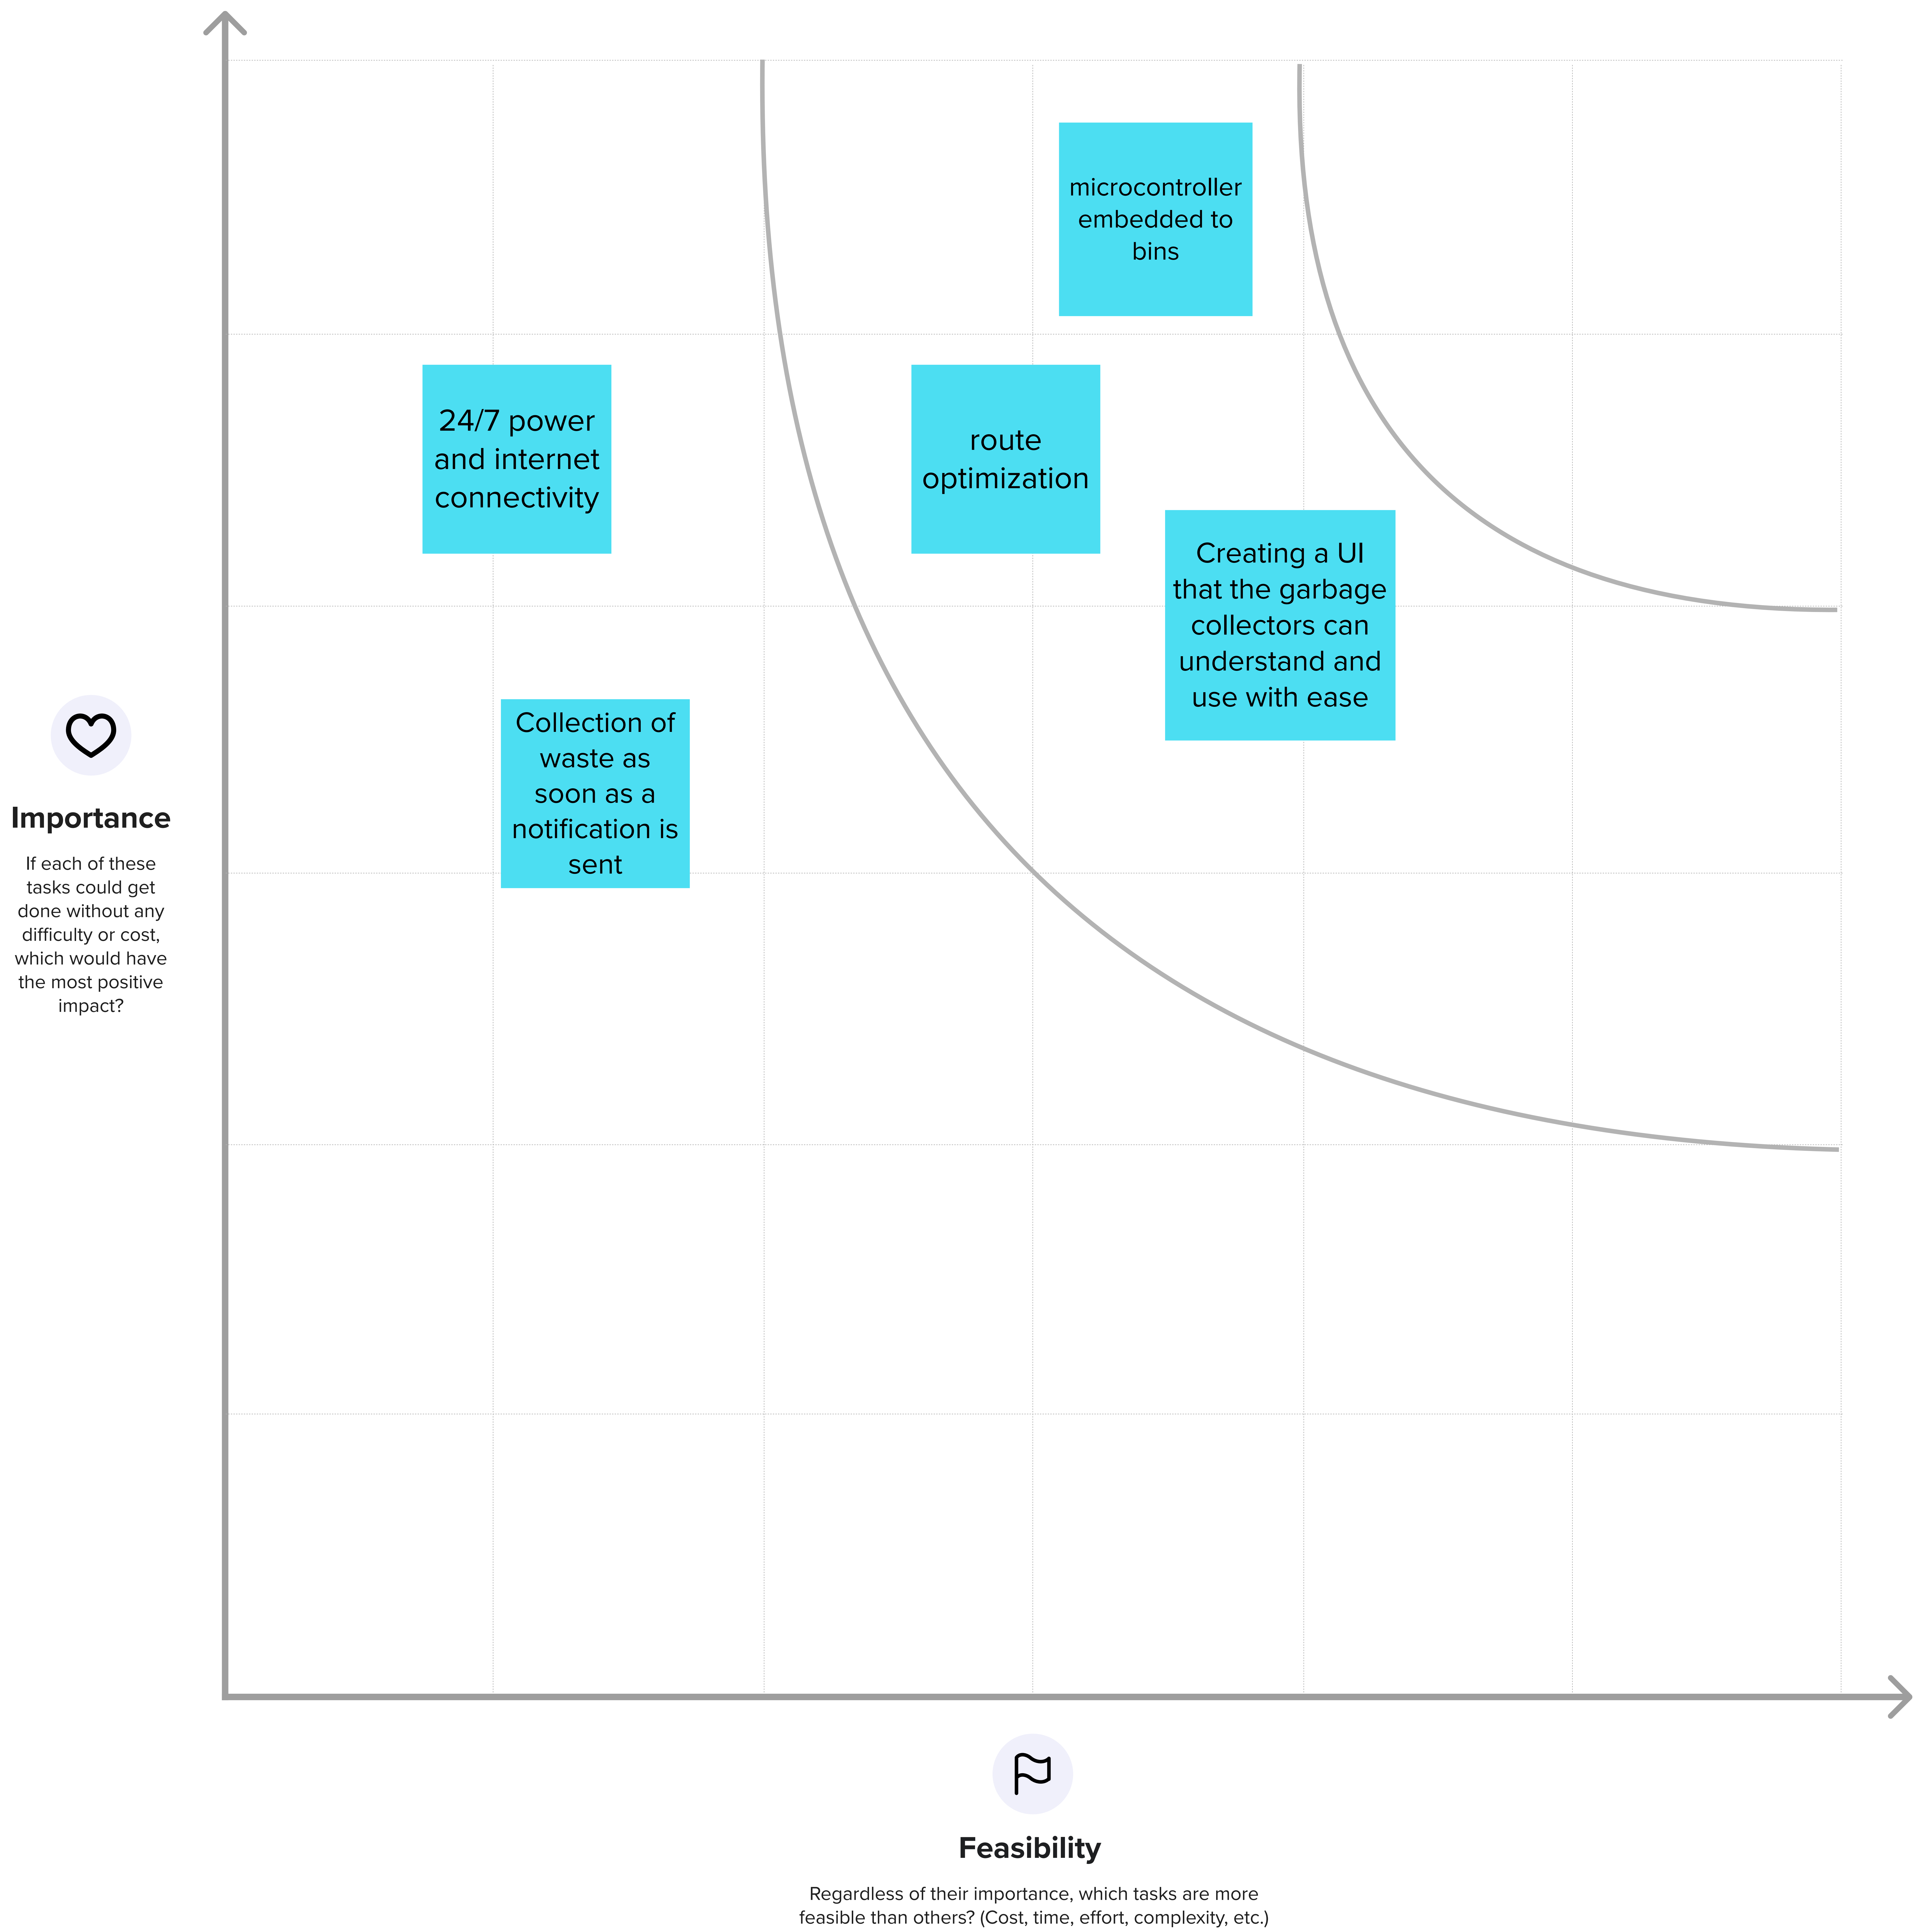 microcontroller
embedded to
bins
24/7 power
and internet
connectivity
route
optimization
Creating a UI
that the garbage
collectors can
understand and
use with ease
Collection of
waste as
soon as a
notification is
sent
Importance
If each of these
tasks could get
done without any
difficulty or cost,
which would have
the most positive
impact?
Feasibility
Regardless of their importance, which tasks are more
feasible than others? (Cost, time, effort, complexity, etc.)